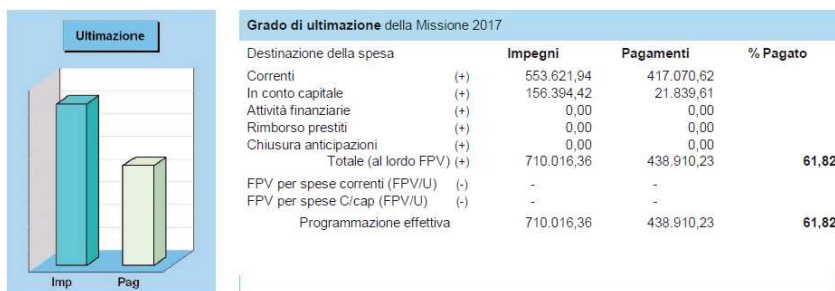 Ultimazione
Imp Pag
Grado di ultimazione della Missione 2017
Destinazione della spesa Impegni Pagamenti % Pagato
Correnti (+) 553.621,94 417.070,62
In conto capitale (+) 156.394,42 21.839,61
Attività finanziarie (+) 0,00 0,00
Rimborso prestiti (+) 0,00 0,00
Chiusura anticipazioni (+) 0,00 0,00
Totale (al lordo FPV) (+) 710.016,36 438.910,23 61,82
FPV per spese correnti (FPV/U) (-) - -
FPV per spese C/cap (FPV/U) (-) - -
Programmazione effettiva 710.016,36 438.910,23 61,82